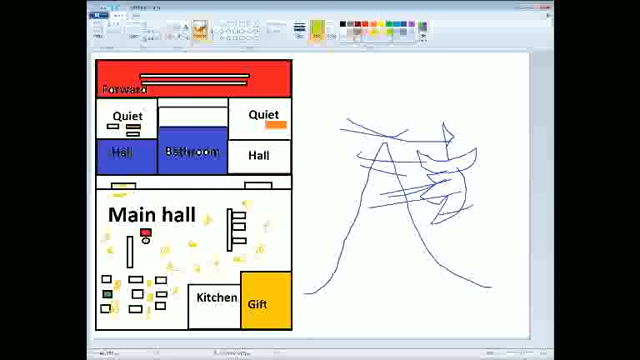 Forward
Quiet
Quiet
Hall
Bathroom
Hall
Main hall
Kitchen
Gift